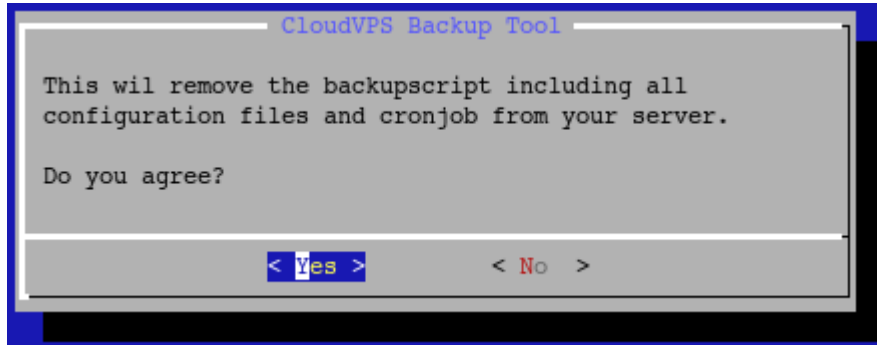 CloudVPS Backup Tool
This wil remove the backupscript including all
configuration files and cronjob from your server.
Do you agree?
< Yes > < No >